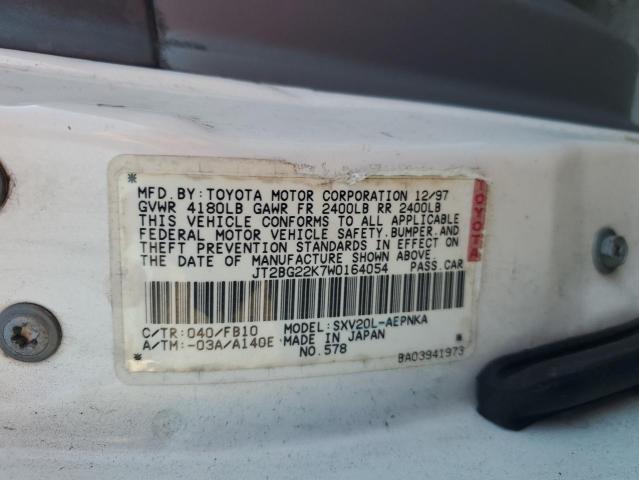 MFD. BY: TOYOTA MOTOR CORPORATION 12/97
GVWR 4180LB GAWR FR 2400LB RR 2400LB
THIS VEHICLE CONFORMS TO ALL APPLICABLE
FEDERAL MOTOR VEHICLE SAFETY, BUMPER, AND
THEFT PREVENTION STANDARDS IN EFFECT ON
THE DATE OF MANUFACTURE SHOWN ABOVE.
JT2BG22K7W0164054 PASS. CAR
TOYOTA
C/TR: 040/FB10 MODEL: SXV20L-AEPNKA
A/TM: -03A/A140E MADE IN JAPAN
NO. 578 BA03941973